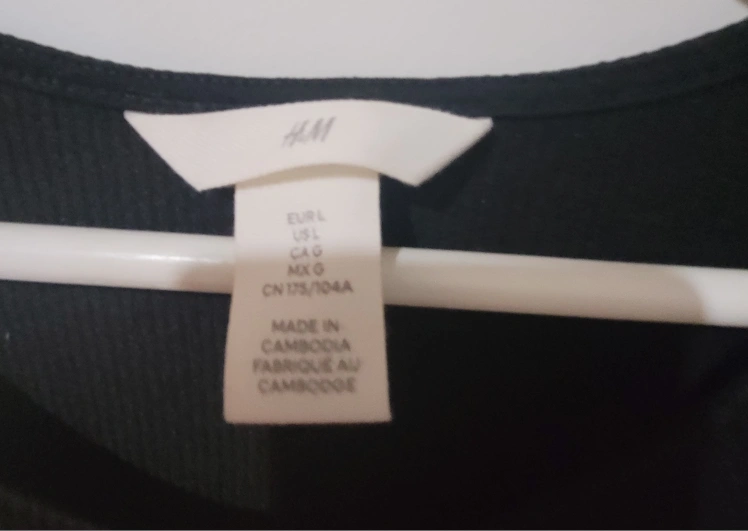 H&M
EUR L
US L
CA G
MX G
CN 175/104A
MADE IN
CAMBODIA
FABRIQUÉ AU
CAMBODGE